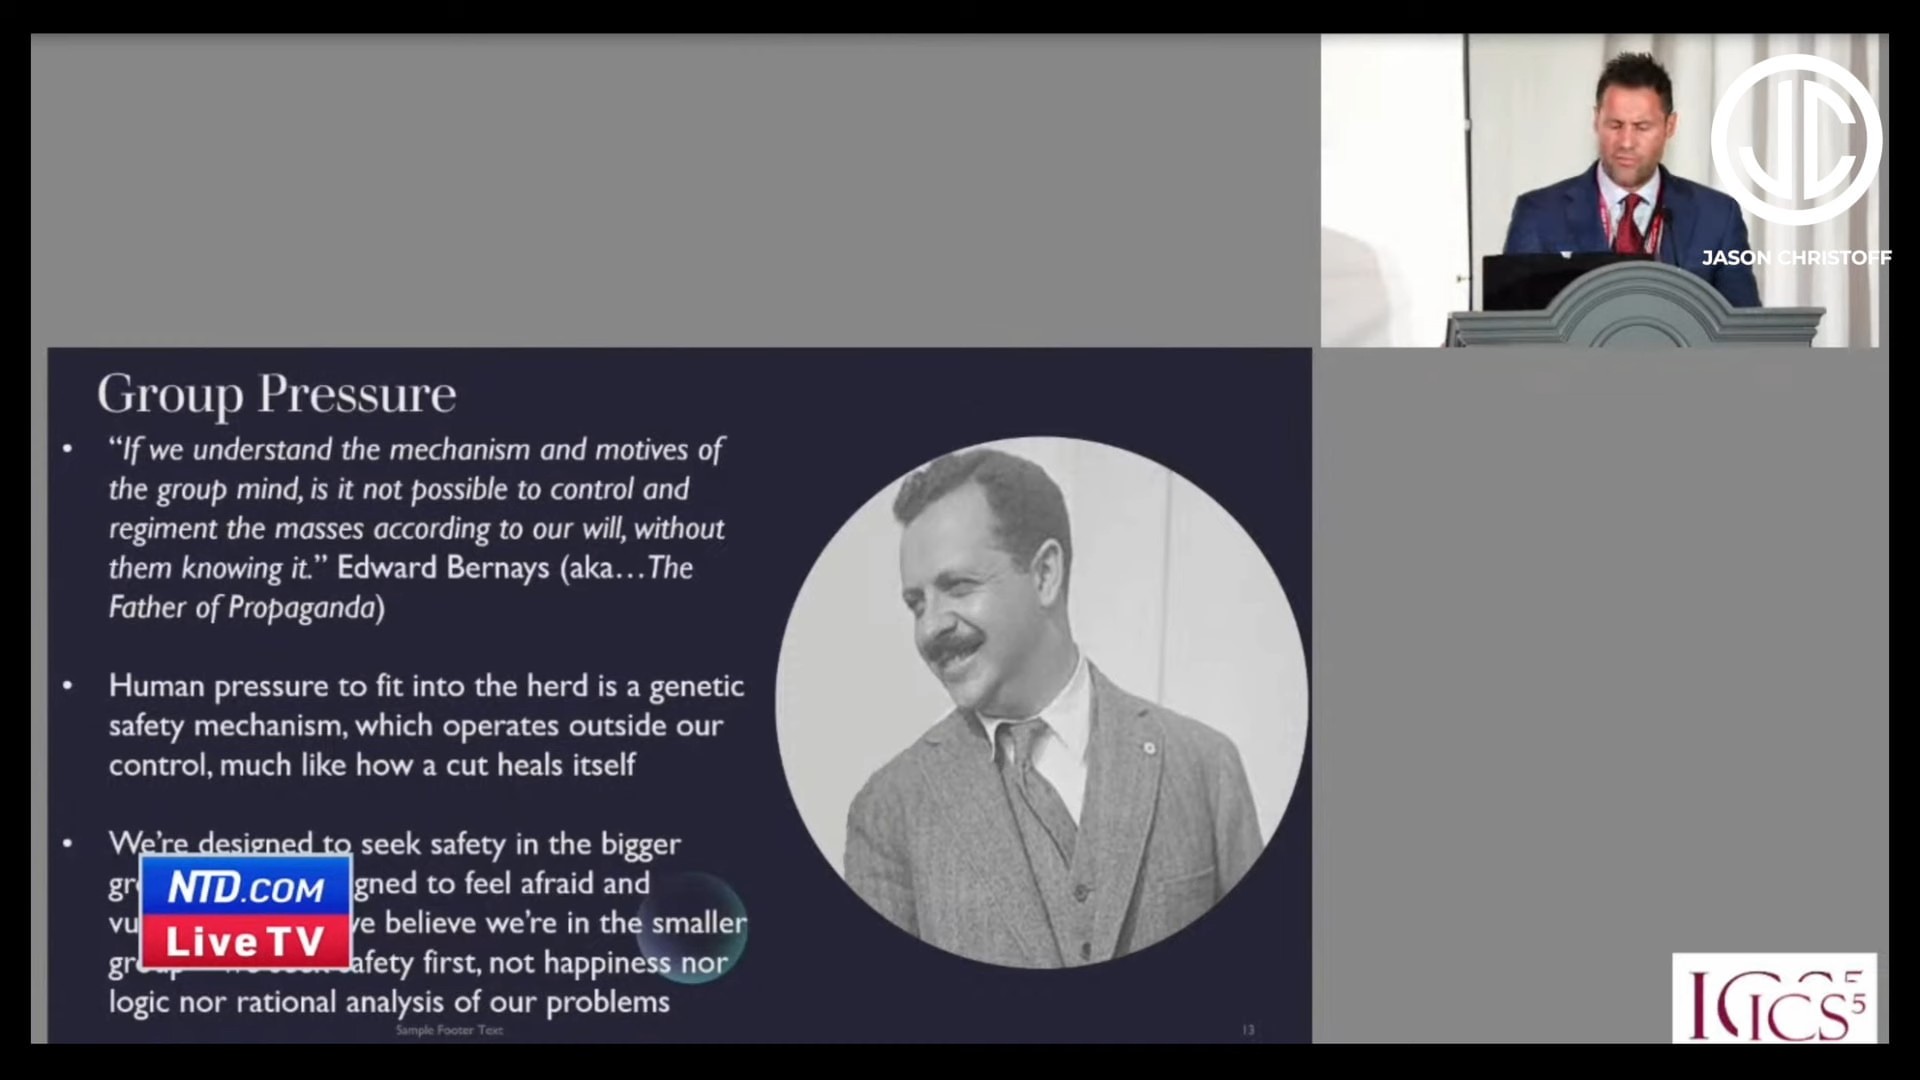 JASON CHRISTOFF
Group Pressure
• “If we understand the mechanism and motives of
the group mind, is it not possible to control and
regiment the masses according to our will, without
them knowing it.” Edward Bernays (aka…The
Father of Propaganda)
• Human pressure to fit into the herd is a genetic
safety mechanism, which operates outside our
control, much like how a cut heals itself
• We’re designed to seek safety in the bigger
gned to feel afraid and
believe we’re in the smaller
safety first, not happiness nor
logic nor rational analysis of our problems
NTD.COM
Live TV
Sample Footer Text
13